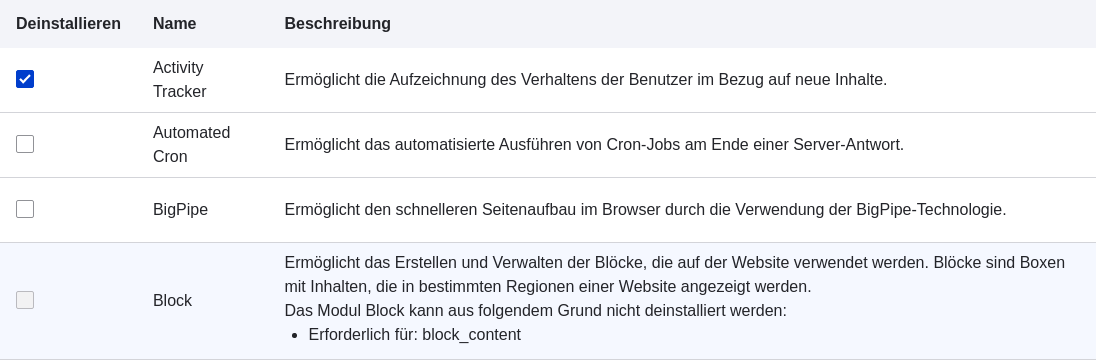 Deinstallieren Name Beschreibung
Activity
Tracker
Ermöglicht die Aufzeichnung des Verhaltens der Benutzer im Bezug auf neue Inhalte.
Automated
Cron
Ermöglicht das automatisierte Ausführen von Cron-Jobs am Ende einer Server-Antwort.
BigPipe
Ermöglicht den schnelleren Seitenaufbau im Browser durch die Verwendung der BigPipe-Technologie.
Block
Ermöglicht das Erstellen und Verwalten der Blöcke, die auf der Website verwendet werden. Blöcke sind Boxen
mit Inhalten, die in bestimmten Regionen einer Website angezeigt werden.
Das Modul Block kann aus folgendem Grund nicht deinstalliert werden:
• Erforderlich für: block_content